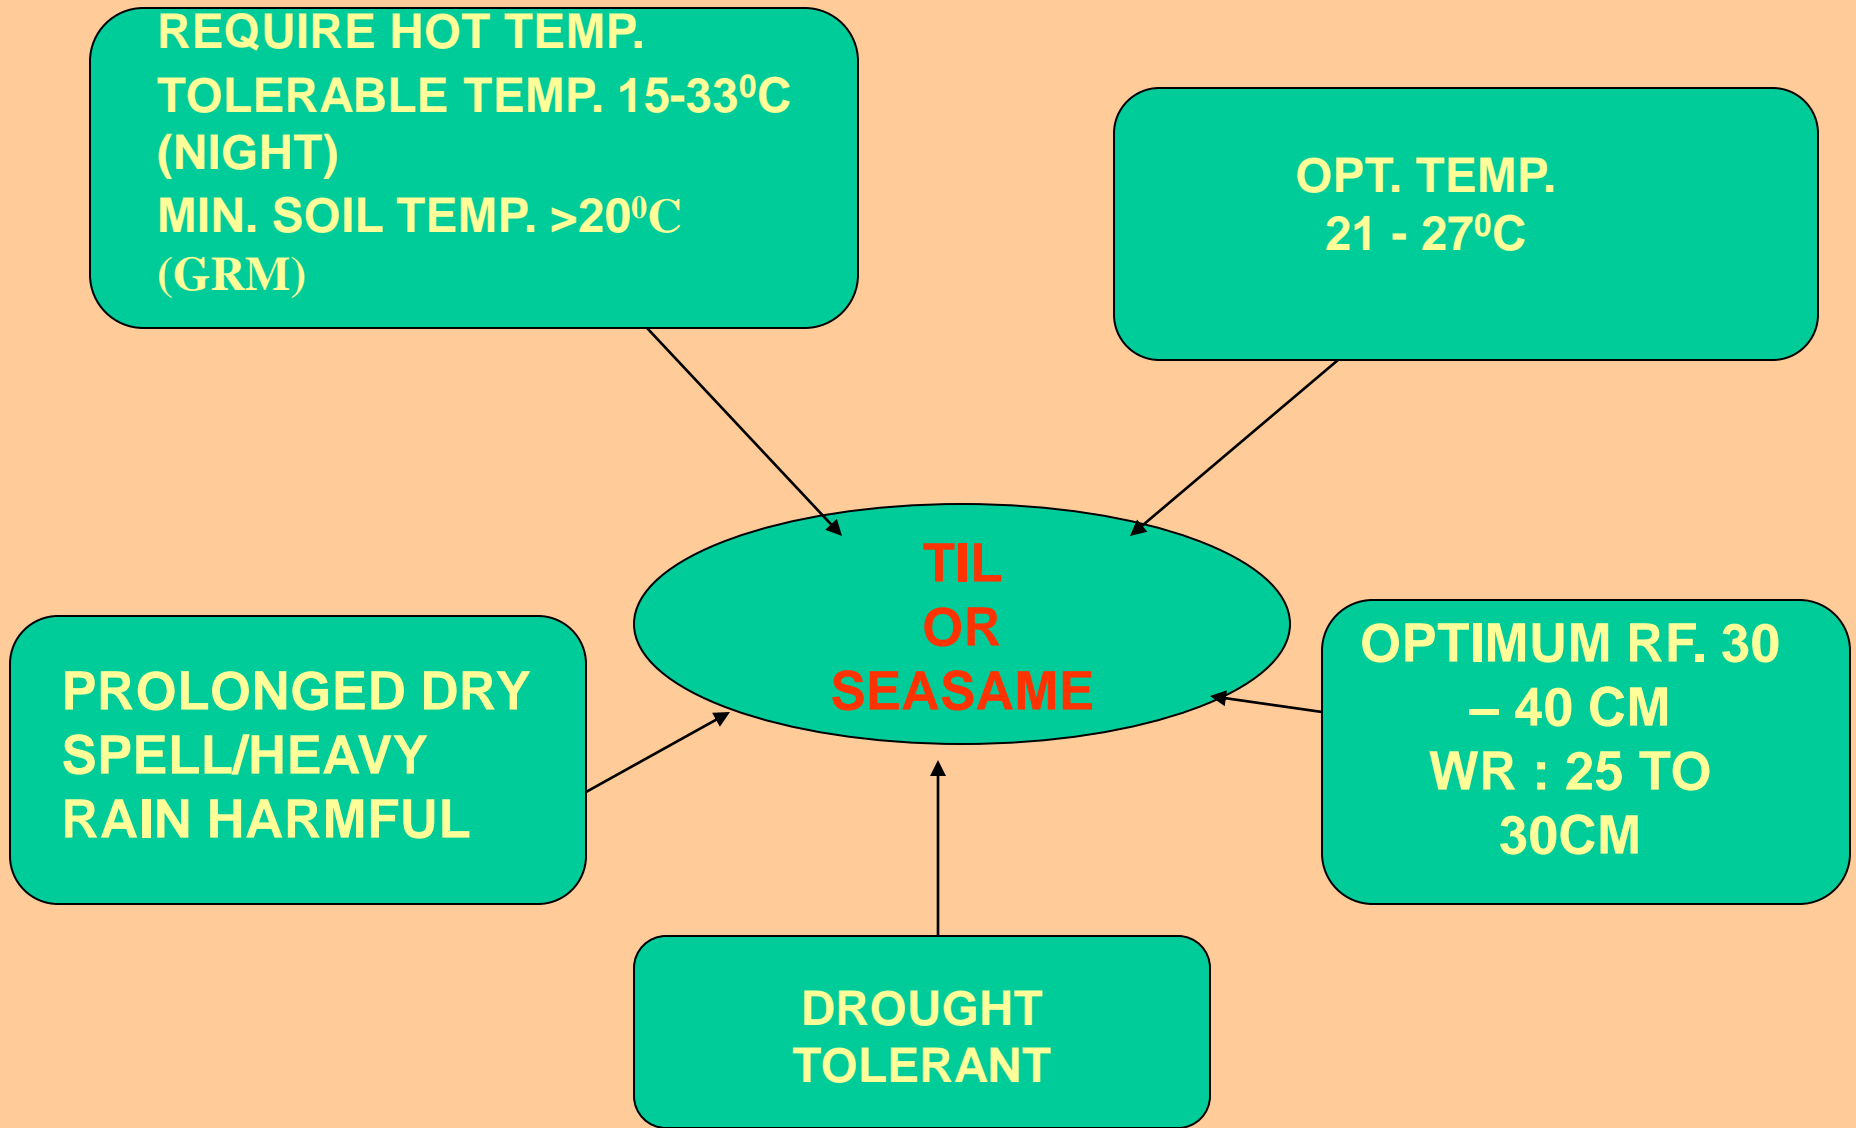 REQUIRE HOT TEMP.
TOLERABLE TEMP. 15-33⁰C
(NIGHT)
MIN. SOIL TEMP. >20⁰C
(GRM)
OPT. TEMP.
21 - 27⁰C
TIL
OR
SEASAME
PROLONGED DRY
SPELL/HEAVY
RAIN HARMFUL
OPTIMUM RF. 30
– 40 CM
WR : 25 TO
30CM
DROUGHT
TOLERANT